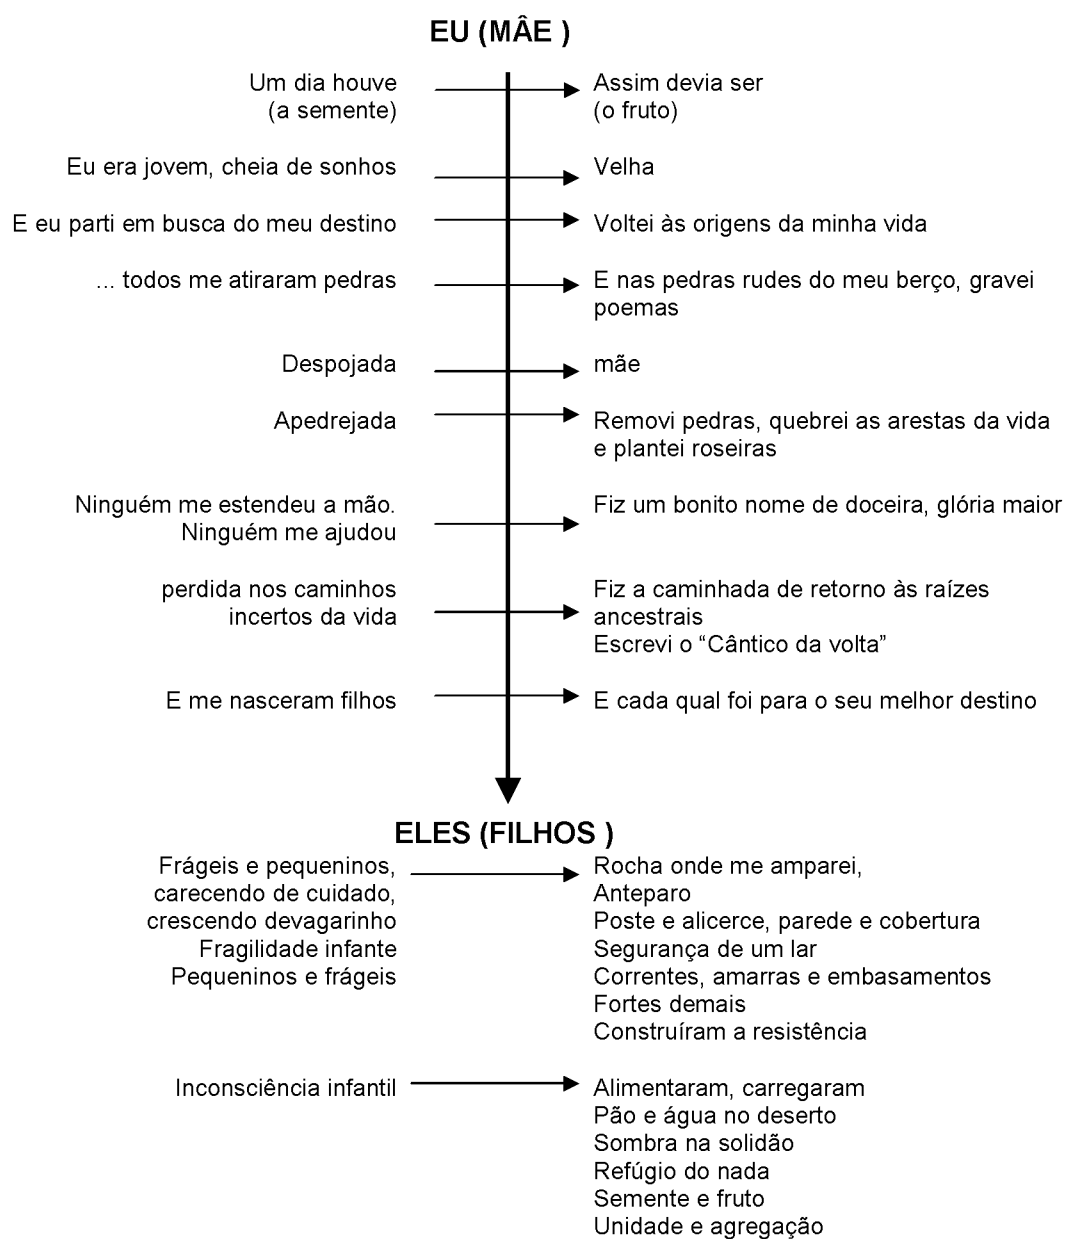 EU (MÂE )
Um dia houve
(a semente)
Assim devia ser
(o fruto)
Eu era jovem, cheia de sonhos
Velha
E eu parti em busca do meu destino
Voltei às origens da minha vida
... todos me atiraram pedras
E nas pedras rudes do meu berço, gravei
poemas
Despojada
mãe
Apedrejada
Removi pedras, quebrei as arestas da vida
e plantei roseiras
Ninguém me estendeu a mão.
Ninguém me ajudou
Fiz um bonito nome de doceira, glória maior
perdida nos caminhos
incertos da vida
Fiz a caminhada de retorno às raízes
ancestrais
Escrevi o “Cântico da volta”
E me nasceram filhos
E cada qual foi para o seu melhor destino
ELES (FILHOS )
Frágeis e pequeninos,
carecendo de cuidado,
crescendo devagarinho
Fragilidade infante
Pequeninos e frágeis
Rocha onde me amparei,
Anteparo
Poste e alicerce, parede e cobertura
Segurança de um lar
Correntes, amarras e embasamentos
Fortes demais
Construíram a resistência
Inconsciência infantil
Alimentaram, carregaram
Pão e água no deserto
Sombra na solidão
Refúgio do nada
Semente e fruto
Unidade e agregação